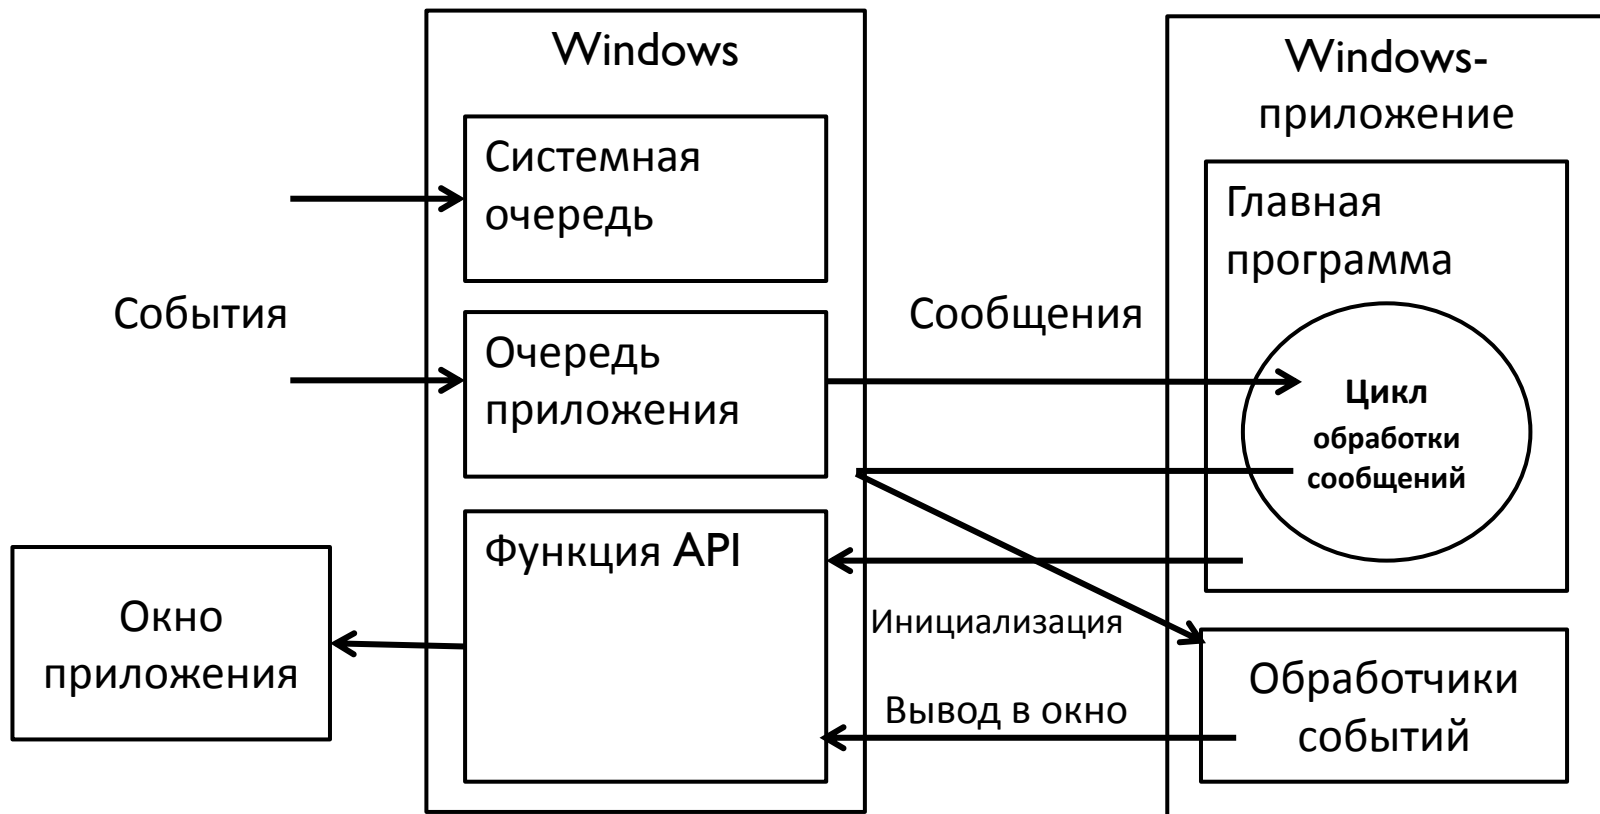 Windows
Системная
очередь
События
Очередь
приложения
Функция API
Окно
приложения
Сообщения
Инициализация
Вывод в окно
Windows-
приложение
Главная
программа
Цикл
обработки
сообщений
Обработчики
событий